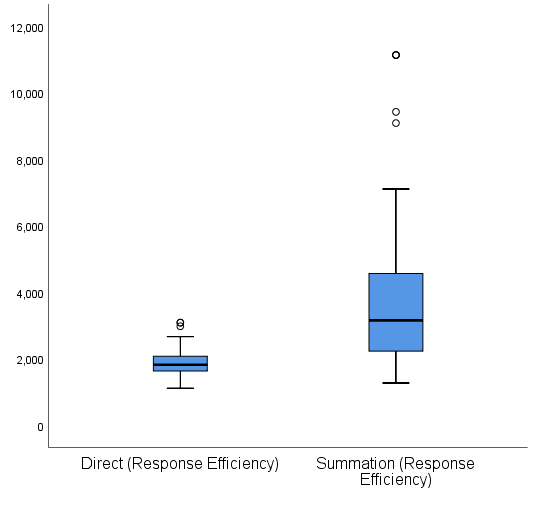 12,000
10,000
8,000
6,000
4,000
2,000
0
Direct (Response Efficiency)
Summation (Response
Efficiency)